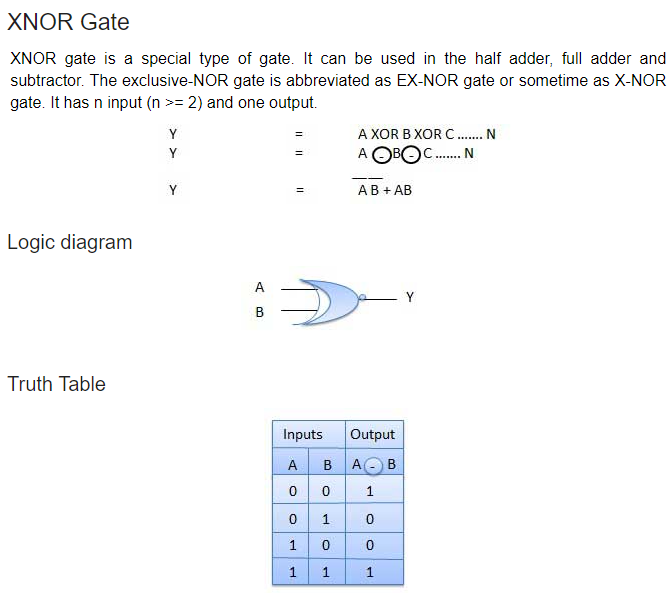 XNOR Gate
XNOR gate is a special type of gate. It can be used in the half adder, full adder and
subtractor. The exclusive-NOR gate is abbreviated as EX-NOR gate or sometime as X-NOR
gate. It has n input (n >= 2) and one output.
Y = A XOR B XOR C ....... N
Y = A ⊙ B ⊙ C ....... N
Y = A̅ B̅ + AB
Logic diagram
A
B
Y
Truth Table
Inputs Output
A B A ⊙ B
0 0 1
0 1 0
1 0 0
1 1 1